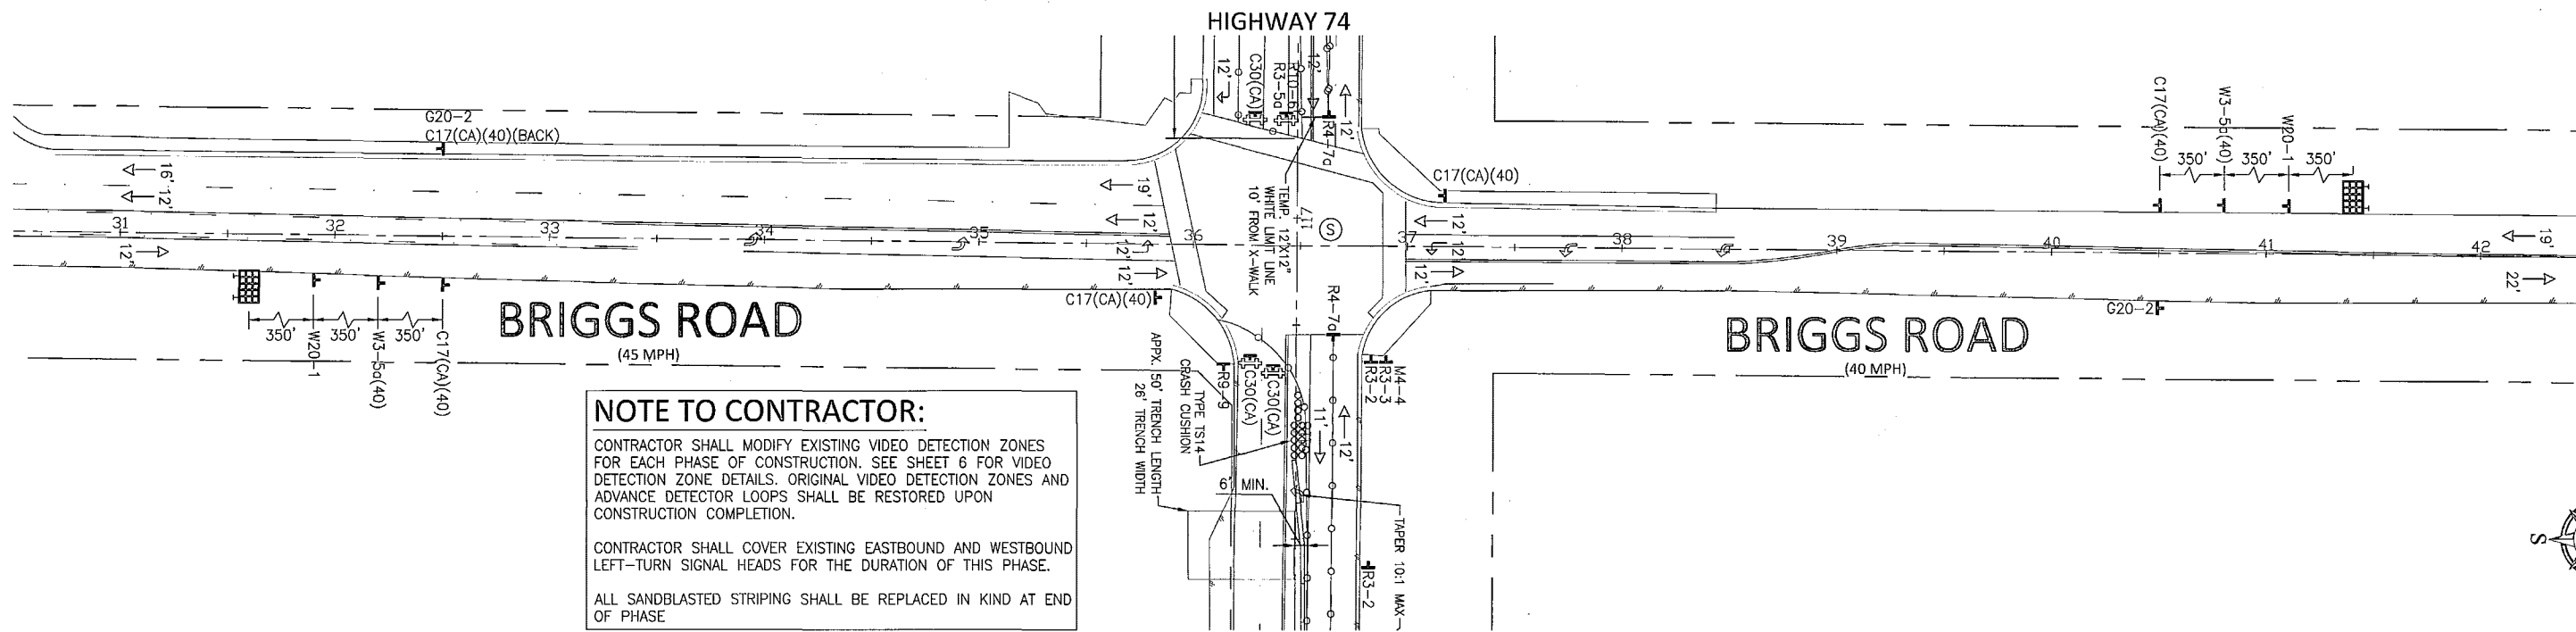 HIGHWAY 74
12'
C30(CA)
R3-5a
R10-6
12'
R4-7a
12'
G20-2
C17(CA)(40)(BACK)
C17(CA)(40)
C17(CA)(40)
W3-5a(40)
W20-1
350'
350'
350'
16'
12'
12'
31
32
33
34
35
36
37
38
39
40
41
42
19'
12'
12'
12'
12'
12'
12'
19'
22'
TEMP. 12X12"
WHITE LIMIT LINE
10' FROM X-WALK
117
S
R4-7a
C17(CA)(40)
G20-2
350'
350'
350'
W20-1
W3-5a(40)
C17(CA)(40)
BRIGGS ROAD
(45 MPH)
BRIGGS ROAD
(40 MPH)
R9-9
C30(CA)
C30(CA)
M4-4
R3-3
R3-2
11'
12'
TYPE TS14
CRASH CUSHION
APPX. 50' TRENCH LENGTH
26' TRENCH WIDTH
6' MIN.
TAPER 10:1 MAX
R3-2
S
NOTE TO CONTRACTOR:
CONTRACTOR SHALL MODIFY EXISTING VIDEO DETECTION ZONES
FOR EACH PHASE OF CONSTRUCTION. SEE SHEET 6 FOR VIDEO
DETECTION ZONE DETAILS. ORIGINAL VIDEO DETECTION ZONES AND
ADVANCE DETECTOR LOOPS SHALL BE RESTORED UPON
CONSTRUCTION COMPLETION.
CONTRACTOR SHALL COVER EXISTING EASTBOUND AND WESTBOUND
LEFT-TURN SIGNAL HEADS FOR THE DURATION OF THIS PHASE.
ALL SANDBLASTED STRIPING SHALL BE REPLACED IN KIND AT END
OF PHASE